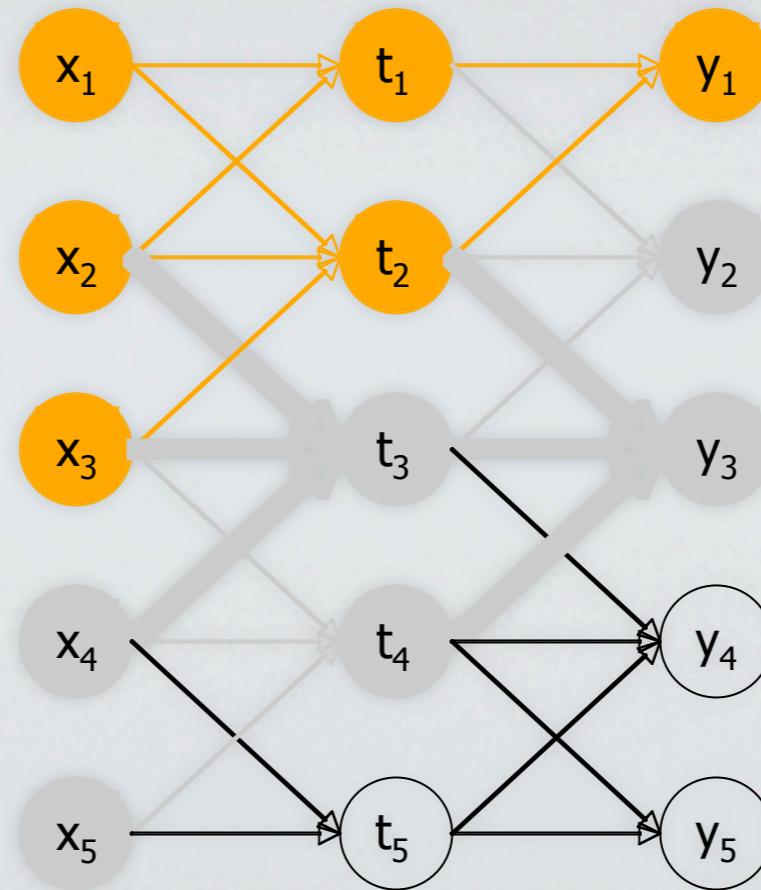 x₁ t₁ y₁
x₂ t₂ y₂
x₃ t₃ y₃
x₄ t₄ y₄
x₅ t₅ y₅